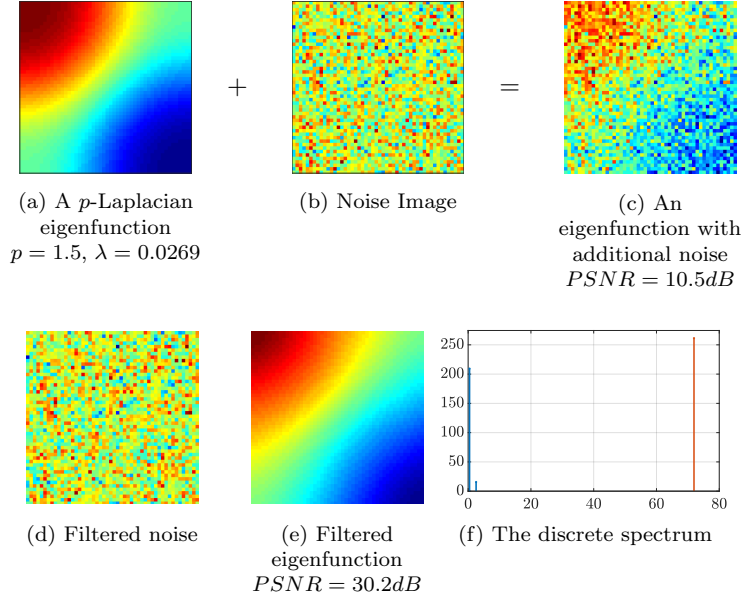 +
=
(a) A p-Laplacian
eigenfunction
p = 1.5, λ = 0.0269
(b) Noise Image
(c) An
eigenfunction with
additional noise
PSNR = 10.5dB
250
200
150
100
50
0
0 20 40 60 80
(d) Filtered noise
(e) Filtered
eigenfunction
PSNR = 30.2dB
(f) The discrete spectrum